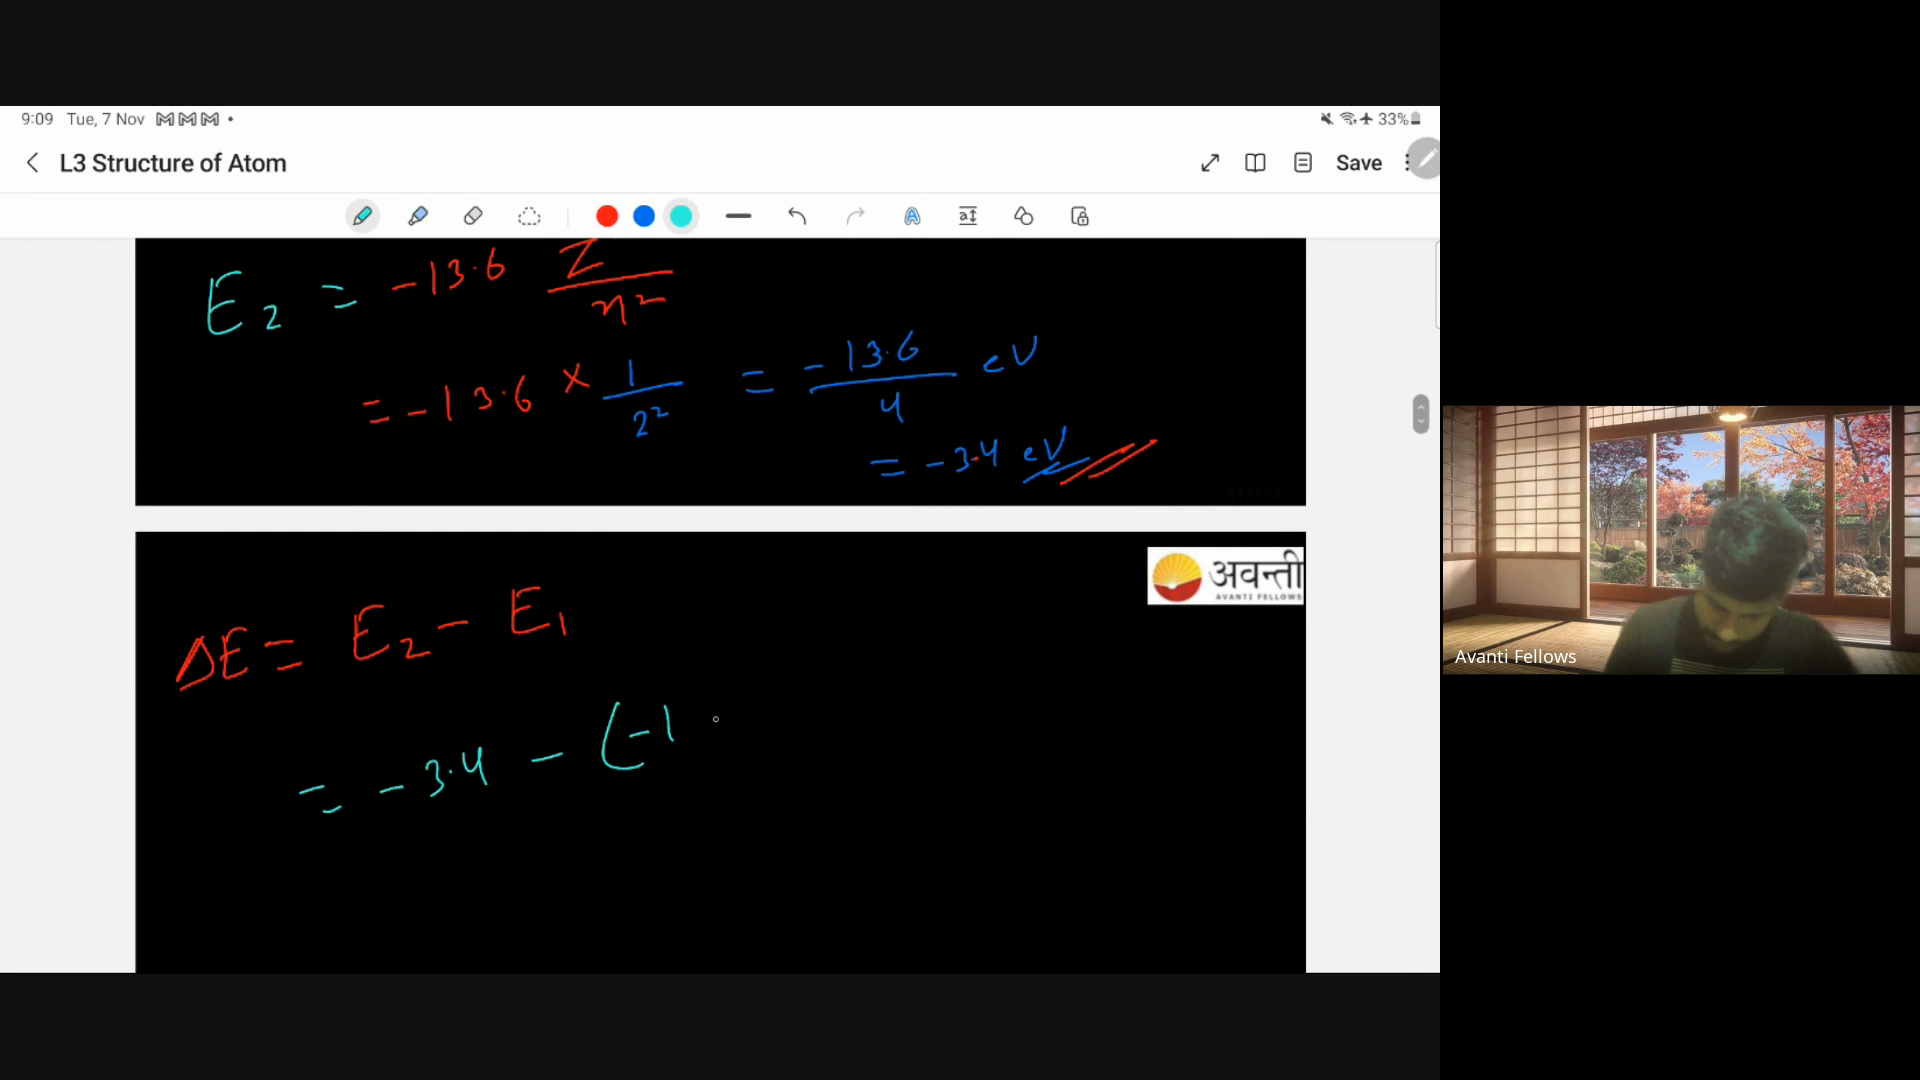 9:09 Tue, 7 Nov 33%
L3 Structure of Atom Save
E₂ = -13.6 Z/n²
= -13.6 × 1/2² = -13.6/4 eV
= -3.4 eV
अवन्ती
AVANTI FELLOWS
ΔE = E₂ - E₁
= -3.4 - (-1
Avanti Fellows